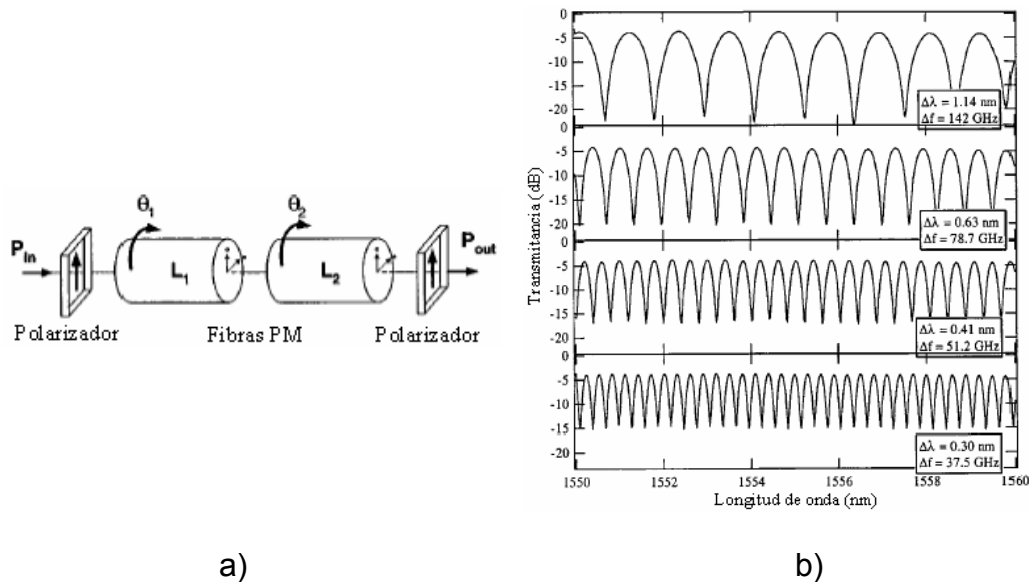 θ̂₁
θ̂₂
P_in
L₁
L₂
P_out
Polarizador
Fibras PM
Polarizador
a)
0
-5
-10
-15
-20
Δλ = 1.14 nm
Δf = 142 GHz
0
-5
-10
-15
-20
Δλ = 0.63 nm
Δf = 78.7 GHz
0
-5
-10
-15
-20
Δλ = 0.41 nm
Δf = 51.2 GHz
0
-5
-10
-15
-20
Δλ = 0.30 nm
Δf = 37.5 GHz
Transmitancia (dB)
1550
1552
1554
1556
1558
1560
Longitud de onda (nm)
b)